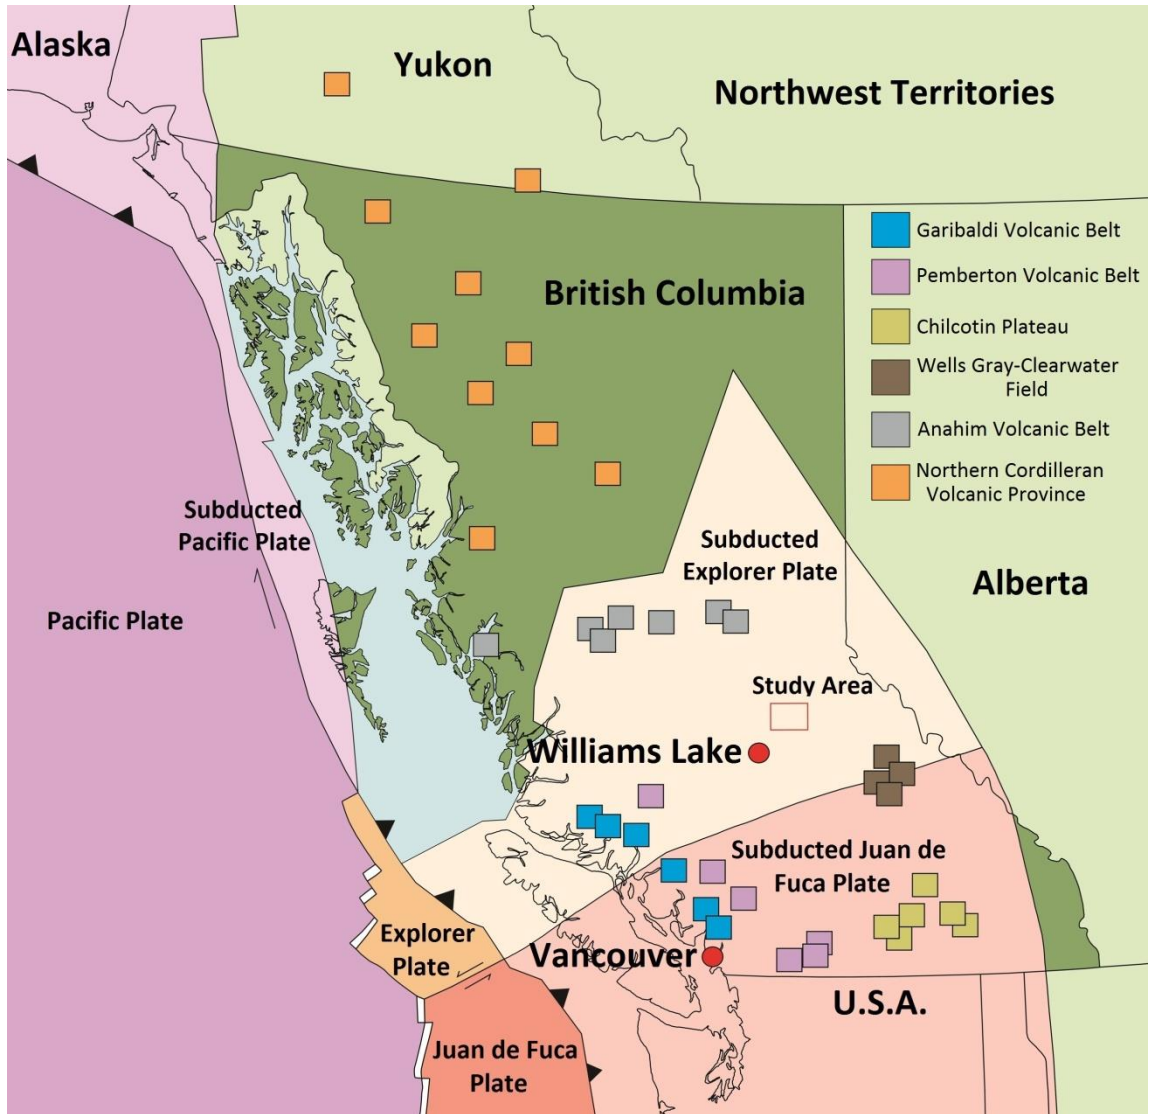 Alaska
Yukon
Northwest Territories
British Columbia
Garibaldi Volcanic Belt
Pemberton Volcanic Belt
Chilcotin Plateau
Wells Gray-Clearwater
Field
Anahim Volcanic Belt
Northern Cordilleran
Volcanic Province
Subducted
Pacific Plate
Subducted
Explorer Plate
Alberta
Pacific Plate
Study Area
Williams Lake
Subducted Juan de
Fuca Plate
Explorer
Plate
Vancouver
U.S.A.
Juan de Fuca
Plate